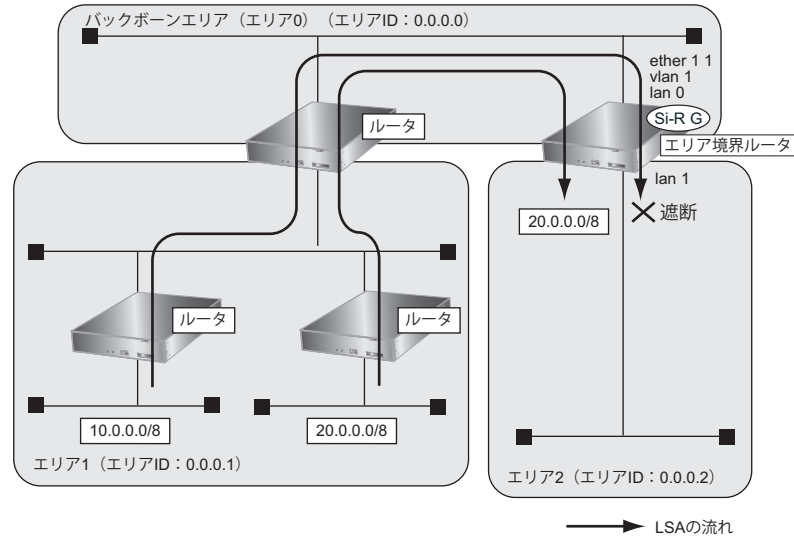 バックボーンエリア（エリア0）（エリアID：0.0.0.0）
ether 1 1
vlan 1
lan 0
ルータ
Si-R G
エリア境界ルータ
lan 1
20.0.0.0/8
遮断
ルータ
ルータ
10.0.0.0/8
20.0.0.0/8
エリア1（エリアID：0.0.0.1）
エリア2（エリアID：0.0.0.2）
LSAの流れ